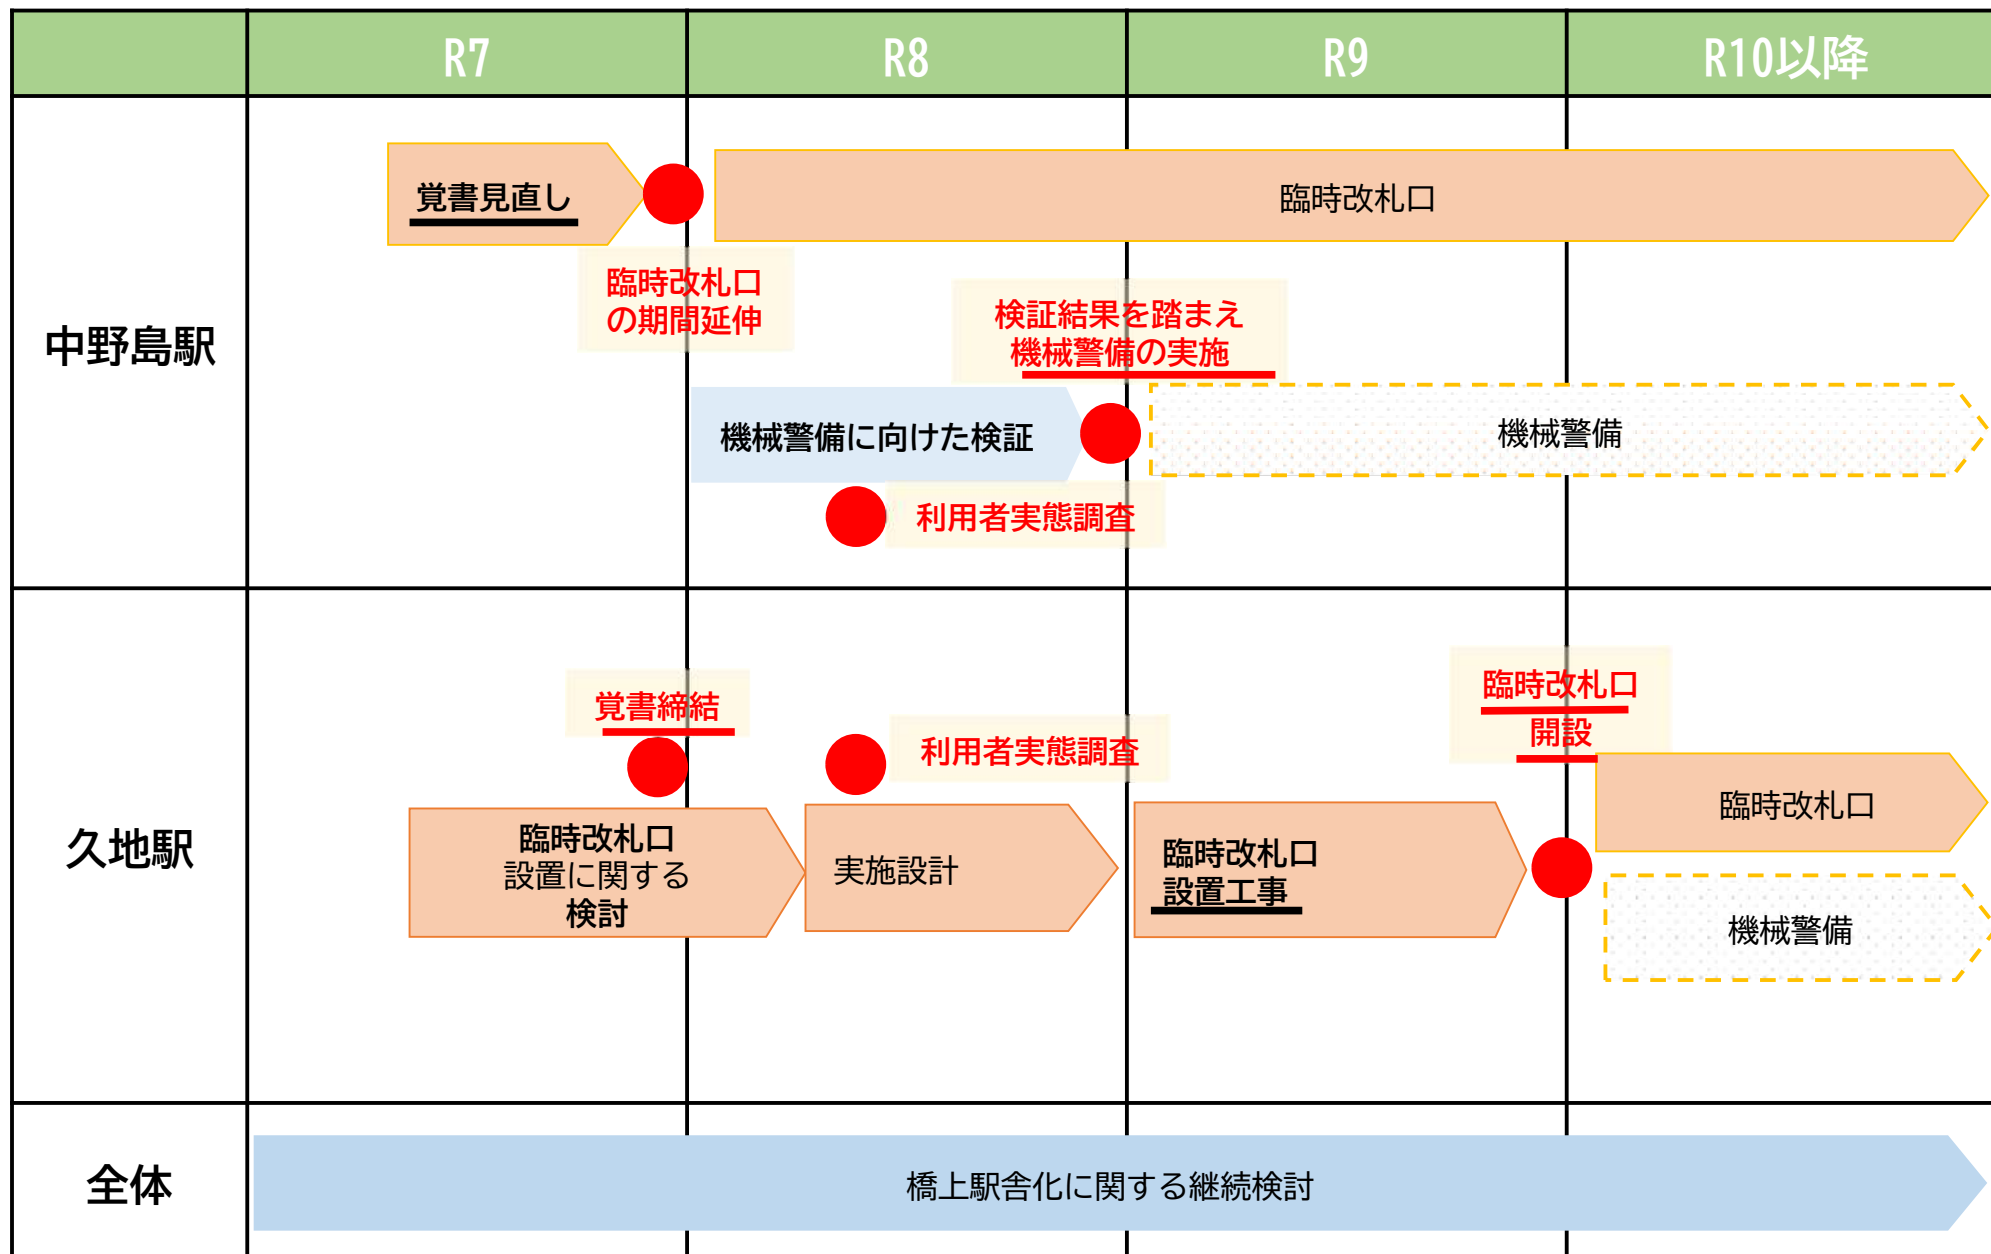 R7
R8
R9
R10以降
中野島駅
覚書見直し
臨時改札口
臨時改札口
の期間延伸
検証結果を踏まえ
機械警備の実施
機械警備に向けた検証
機械警備
利用者実態調査
久地駅
覚書締結
利用者実態調査
臨時改札口
開設
臨時改札口
設置に関する
検討
実施設計
臨時改札口
設置工事
臨時改札口
機械警備
全体
橋上駅舎化に関する継続検討